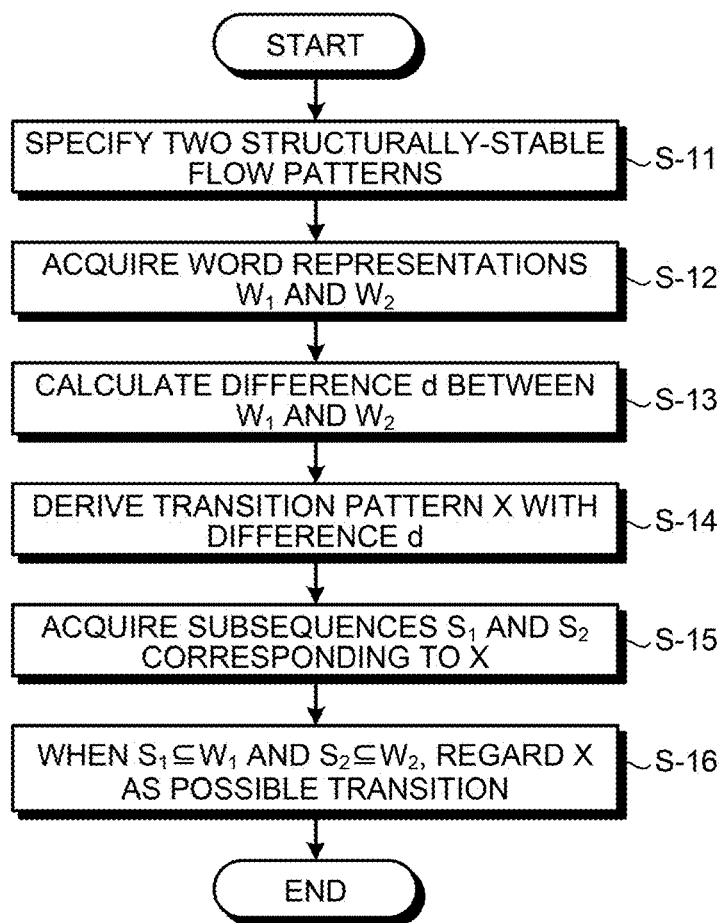 START
SPECIFY TWO STRUCTURALLY-STABLE
FLOW PATTERNS
S-11
ACQUIRE WORD REPRESENTATIONS
W₁ AND W₂
S-12
CALCULATE DIFFERENCE d BETWEEN
W₁ AND W₂
S-13
DERIVE TRANSITION PATTERN X WITH
DIFFERENCE d
S-14
ACQUIRE SUBSEQUENCES S₁ AND S₂
CORRESPONDING TO X
S-15
WHEN S₁⊆W₁ AND S₂⊆W₂, REGARD X
AS POSSIBLE TRANSITION
S-16
END